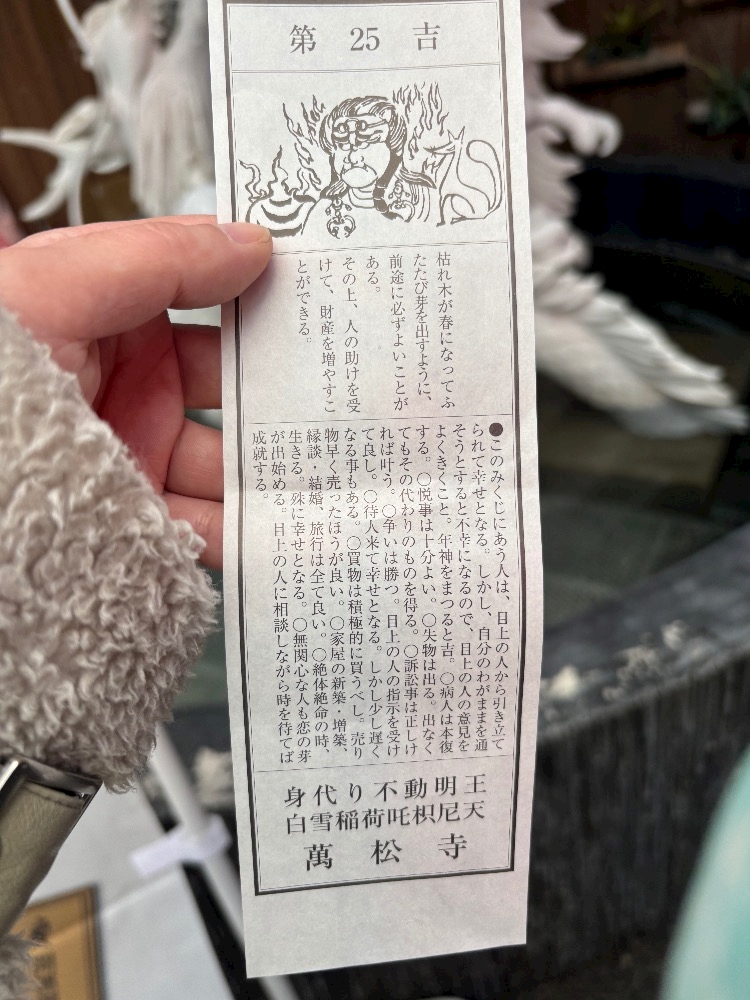 第 25 吉
枯れ木が春になってふ
たたび芽を出すように、
前途に必ずよいことが
ある。
その上、人の助けを受
けて、財産を増やすこ
とができる。
●このみくじにあう人は、目上の人から引き立て
られて幸せとなる。しかし、自分のわがままを通
そうとすると不幸になるので、目上の人の意見を
よくきくこと。年神をまつると吉。○病人は本復
する。○悦事は十分よい。○失物は出る。出なく
てもその代わりのものを得る。○訴訟事は正しけ
れば叶う。○争いは勝つ。目上の人の指示を受け
て良し。○待人来て幸せとなる。しかし少し遅く
なる事もある。○買物は積極的に買うべし。売り
物早く売ったほうが良い。○家屋の新築・増築、
縁談・結婚、旅行は全て良い。○絶体絶命の時、
生きる。殊に幸せとなる。○無関心な人も恋の芽
が出始める。目上の人に相談しながら時を待てば
成就する。
身代り不動明王
白雪稲荷吒枳尼天
萬松寺